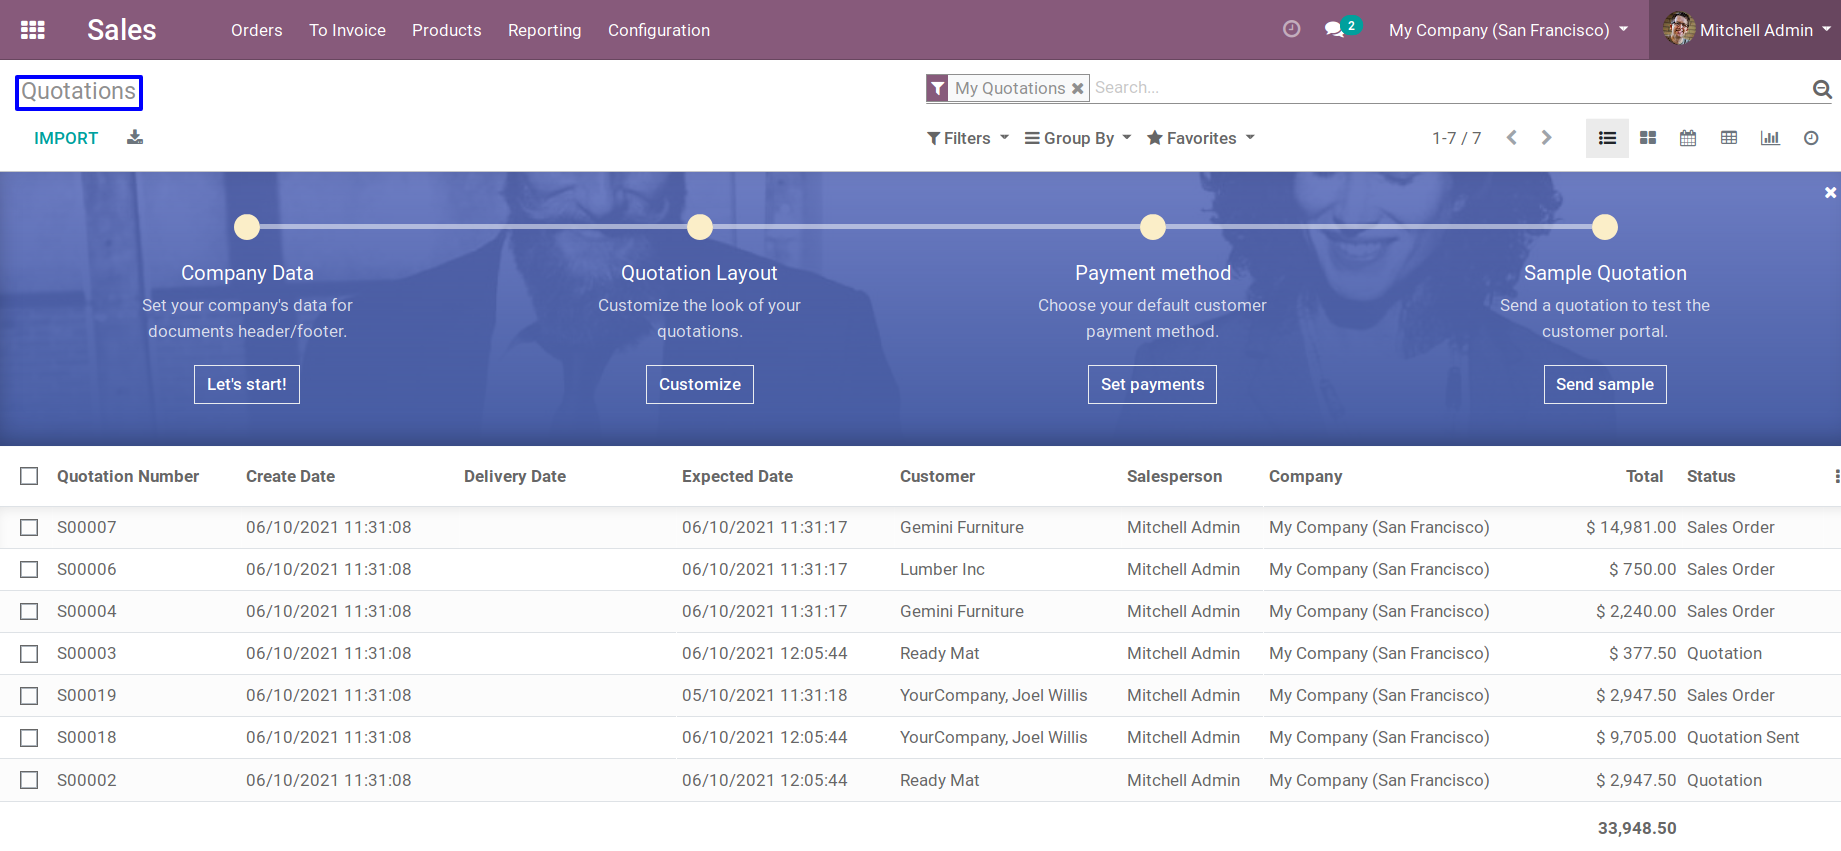 Sales Orders To Invoice Products Reporting Configuration 2 My Company (San Francisco) Mitchell Admin
Quotations My Quotations Search...
IMPORT Filters Group By Favorites 1-7 / 7
Company Data Quotation Layout Payment method Sample Quotation
Set your company's data for Customize the look of your Choose your default customer Send a quotation to test the
documents header/footer. quotations. payment method. customer portal.
Let's start! Customize Set payments Send sample
Quotation Number Create Date Delivery Date Expected Date Customer Salesperson Company Total Status
S00007 06/10/2021 11:31:08 06/10/2021 11:31:17 Gemini Furniture Mitchell Admin My Company (San Francisco) $ 14,981.00 Sales Order
S00006 06/10/2021 11:31:08 06/10/2021 11:31:17 Lumber Inc Mitchell Admin My Company (San Francisco) $ 750.00 Sales Order
S00004 06/10/2021 11:31:08 06/10/2021 11:31:17 Gemini Furniture Mitchell Admin My Company (San Francisco) $ 2,240.00 Sales Order
S00003 06/10/2021 11:31:08 06/10/2021 12:05:44 Ready Mat Mitchell Admin My Company (San Francisco) $ 377.50 Quotation
S00019 06/10/2021 11:31:08 05/10/2021 11:31:18 YourCompany, Joel Willis Mitchell Admin My Company (San Francisco) $ 2,947.50 Sales Order
S00018 06/10/2021 11:31:08 06/10/2021 12:05:44 YourCompany, Joel Willis Mitchell Admin My Company (San Francisco) $ 9,705.00 Quotation Sent
S00002 06/10/2021 11:31:08 06/10/2021 12:05:44 Ready Mat Mitchell Admin My Company (San Francisco) $ 2,947.50 Quotation
33,948.50